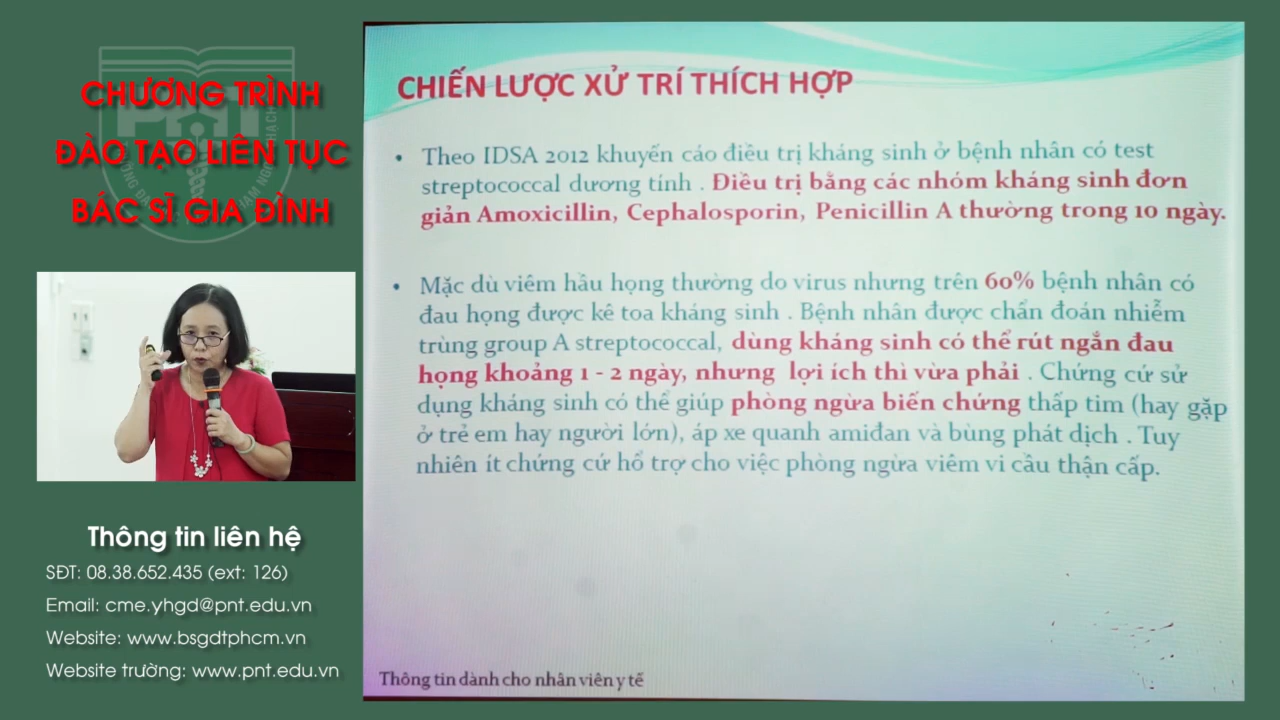 CHƯƠNG TRÌNH
ĐÀO TẠO LIÊN TỤC
BÁC SĨ GIA ĐÌNH
Thông tin liên hệ
SĐT: 08.38.652.435 (ext: 126)
Email: cme.yhgd@pnt.edu.vn
Website: www.bsgdtphcm.vn
Website trường: www.pnt.edu.vn
CHIẾN LƯỢC XỬ TRÍ THÍCH HỢP
• Theo IDSA 2012 khuyến cáo điều trị kháng sinh ở bệnh nhân có test
streptococcal dương tính . Điều trị bằng các nhóm kháng sinh đơn
giản Amoxicillin, Cephalosporin, Penicillin A thường trong 10 ngày.
• Mặc dù viêm hầu họng thường do virus nhưng trên 60% bệnh nhân có
đau họng được kê toa kháng sinh . Bệnh nhân được chẩn đoán nhiễm
trùng group A streptococcal, dùng kháng sinh có thể rút ngắn đau
họng khoảng 1 - 2 ngày, nhưng lợi ích thì vừa phải . Chứng cứ sử
dụng kháng sinh có thể giúp phòng ngừa biến chứng thấp tim (hay gặp
ở trẻ em hay người lớn), áp xe quanh amiđan và bùng phát dịch . Tuy
nhiên ít chứng cứ hổ trợ cho việc phòng ngừa viêm vi cầu thận cấp.
Thông tin dành cho nhân viên y tế